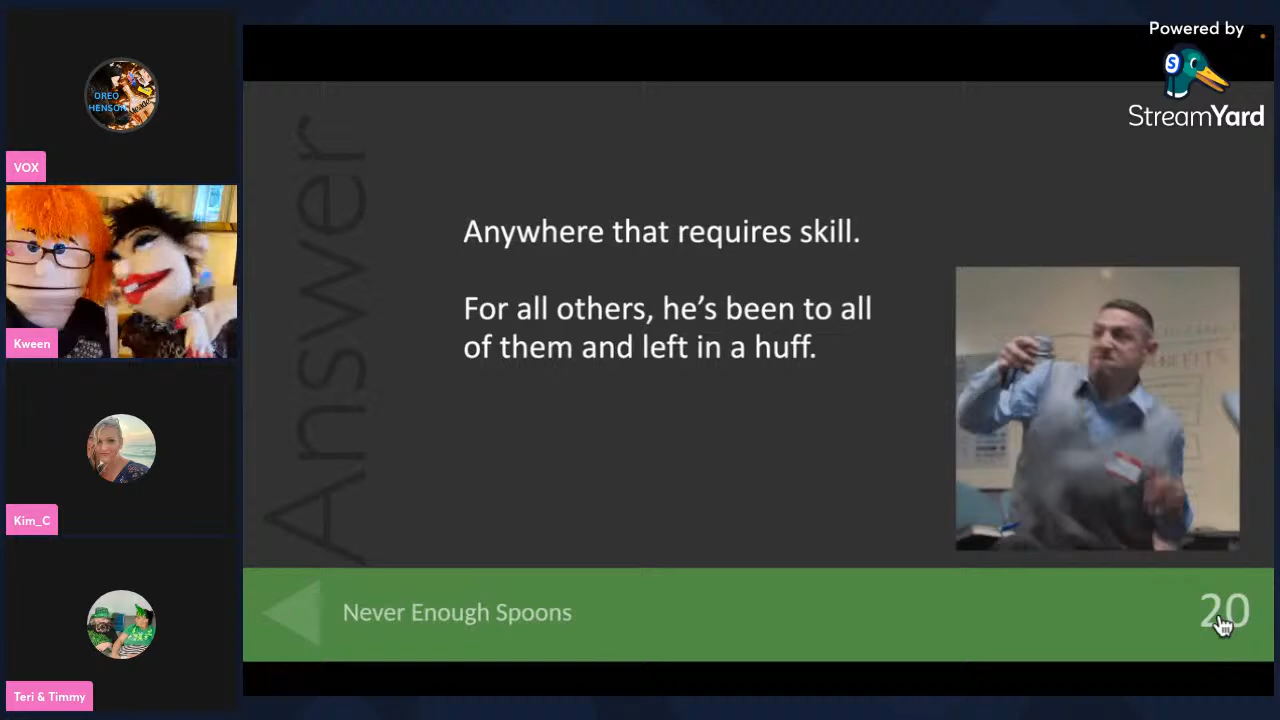 Powered by
StreamYard
OREO
HENSON
VOX
Kween
Kim_C
Teri & Timmy
Answer
Anywhere that requires skill.
For all others, he’s been to all
of them and left in a huff.
Never Enough Spoons
20